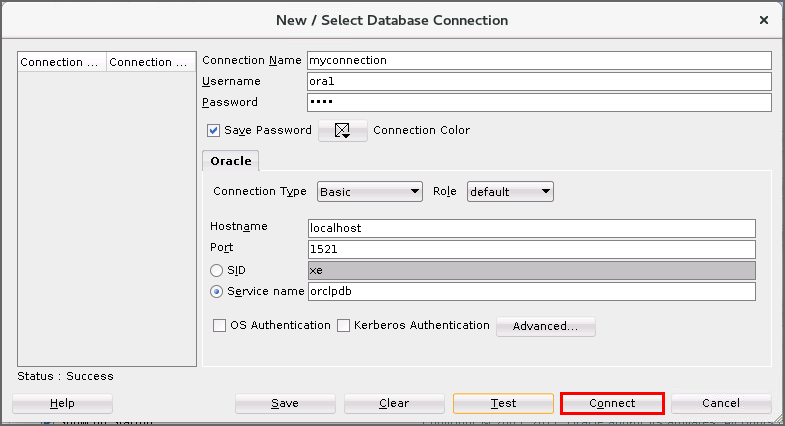 New / Select Database Connection
Connection ... Connection ...
Connection Name myconnection
Username ora1
Password ••••
Save Password Connection Color
Oracle
Connection Type Basic Role default
Hostname localhost
Port 1521
SID xe
Service name orclpdb
OS Authentication Kerberos Authentication Advanced...
Status : Success
Help Save Clear Test Connect Cancel